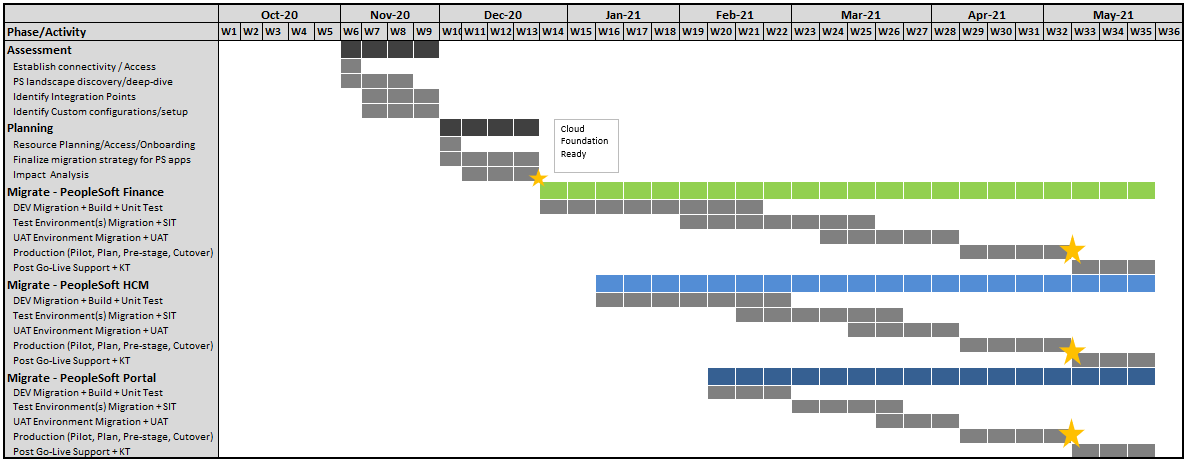 Oct-20 Nov-20 Dec-20 Jan-21 Feb-21 Mar-21 Apr-21 May-21
Phase/Activity W1 W2 W3 W4 W5 W6 W7 W8 W9 W10 W11 W12 W13 W14 W15 W16 W17 W18 W19 W20 W21 W22 W23 W24 W25 W26 W27 W28 W29 W30 W31 W32 W33 W34 W35 W36
Assessment
Establish connectivity / Access
PS landscape discovery/deep-dive
Identify Integration Points
Identify Custom configurations/setup
Planning
Resource Planning/Access/Onboarding
Finalize migration strategy for PS apps
Impact Analysis
Cloud
Foundation
Ready
Migrate - PeopleSoft Finance
DEV Migration + Build + Unit Test
Test Environment(s) Migration + SIT
UAT Environment Migration + UAT
Production (Pilot, Plan, Pre-stage, Cutover)
Post Go-Live Support + KT
Migrate - PeopleSoft HCM
DEV Migration + Build + Unit Test
Test Environment(s) Migration + SIT
UAT Environment Migration + UAT
Production (Pilot, Plan, Pre-stage, Cutover)
Post Go-Live Support + KT
Migrate - PeopleSoft Portal
DEV Migration + Build + Unit Test
Test Environment(s) Migration + SIT
UAT Environment Migration + UAT
Production (Pilot, Plan, Pre-stage, Cutover)
Post Go-Live Support + KT